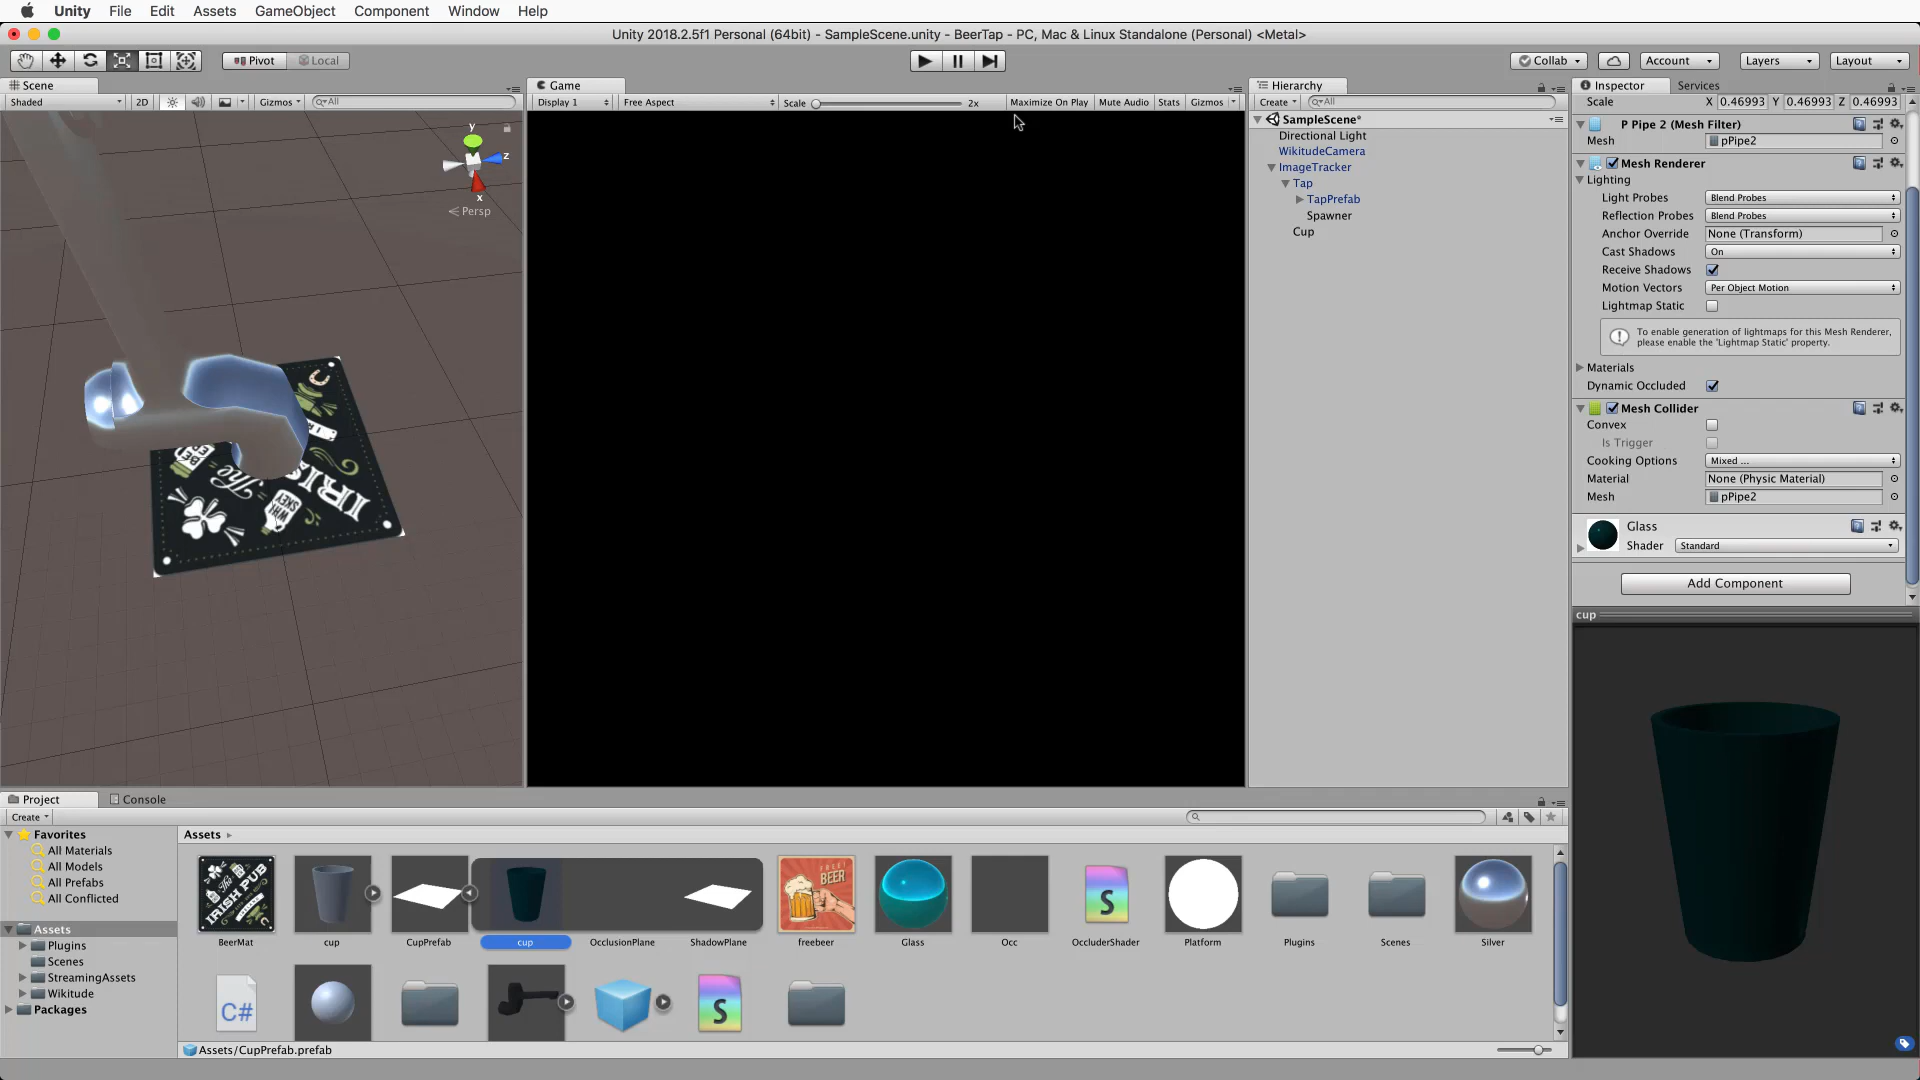 Unity File Edit Assets GameObject Component Window Help
Unity 2018.2.5f1 Personal (64bit) - SampleScene.unity - BeerTap - PC, Mac & Linux Standalone (Personal) <Metal>
Pivot Local Collab Account Layers Layout
Scene
Shaded 2D Gizmos All
y
z
x
Persp
IRISH
The
WHI SKEY
Game
Display 1 Free Aspect Scale 2x Maximize On Play Mute Audio Stats Gizmos
Hierarchy
Create All
SampleScene*
Directional Light
WikitudeCamera
ImageTracker
Tap
TapPrefab
Spawner
Cup
Inspector Services
Scale X 0.46993 Y 0.46993 Z 0.46993
P Pipe 2 (Mesh Filter)
Mesh pPipe2
Mesh Renderer
Lighting
Light Probes Blend Probes
Reflection Probes Blend Probes
Anchor Override None (Transform)
Cast Shadows On
Receive Shadows
Motion Vectors Per Object Motion
Lightmap Static
To enable generation of lightmaps for this Mesh Renderer,
please enable the 'Lightmap Static' property.
Materials
Dynamic Occluded
Mesh Collider
Convex
Is Trigger
Cooking Options Mixed ...
Material None (Physic Material)
Mesh pPipe2
Glass
Shader Standard
Add Component
cup
Project Console
Create
Favorites
All Materials
All Models
All Prefabs
All Conflicted
Assets
Plugins
Scenes
StreamingAssets
Wikitude
Packages
Assets
IRISH PUB
BEER
S
BeerMat cup CupPrefab cup OcclusionPlane ShadowPlane freebeer Glass Occ OccluderShader Platform Plugins Scenes Silver
C#
S
Assets/CupPrefab.prefab